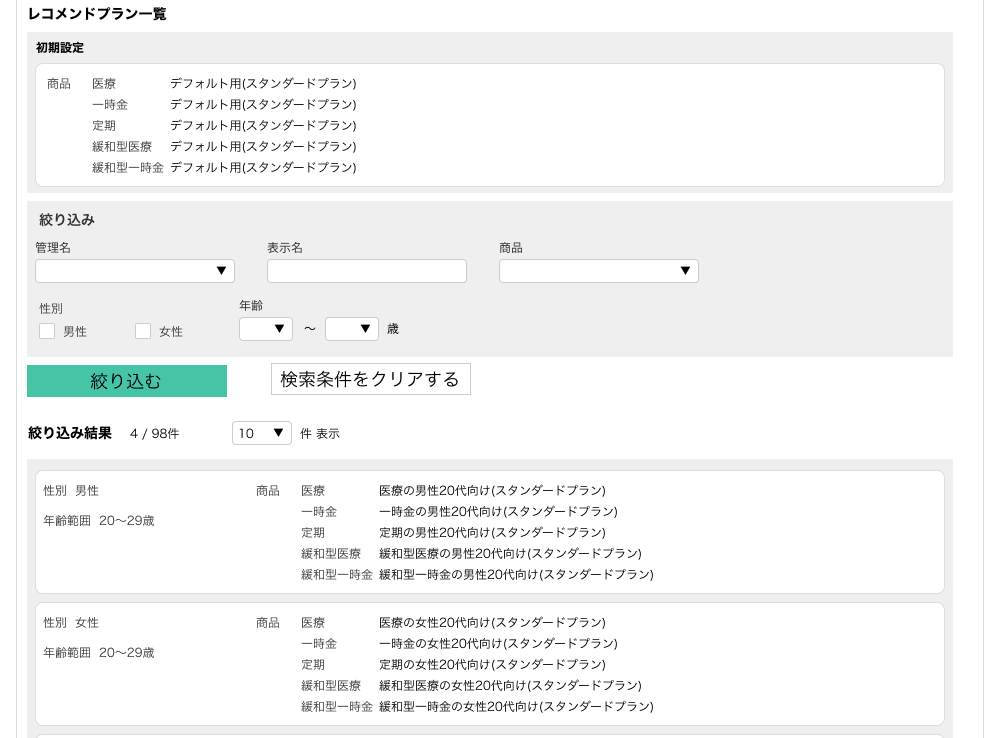 レコメンドプラン一覧
初期設定
商品 医療 デフォルト用(スタンダードプラン)
一時金 デフォルト用(スタンダードプラン)
定期 デフォルト用(スタンダードプラン)
緩和型医療 デフォルト用(スタンダードプラン)
緩和型一時金 デフォルト用(スタンダードプラン)
絞り込み
管理名 表示名 商品
性別 年齢
男性 女性 〜 歳
絞り込む 検索条件をクリアする
絞り込み結果 4 / 98件 10 件 表示
性別 男性 商品 医療 医療の男性20代向け(スタンダードプラン)
一時金 一時金の男性20代向け(スタンダードプラン)
年齢範囲 20〜29歳
定期 定期の男性20代向け(スタンダードプラン)
緩和型医療 緩和型医療の男性20代向け(スタンダードプラン)
緩和型一時金 緩和型一時金の男性20代向け(スタンダードプラン)
性別 女性 商品 医療 医療の女性20代向け(スタンダードプラン)
一時金 一時金の女性20代向け(スタンダードプラン)
年齢範囲 20〜29歳
定期 定期の女性20代向け(スタンダードプラン)
緩和型医療 緩和型医療の女性20代向け(スタンダードプラン)
緩和型一時金 緩和型一時金の女性20代向け(スタンダードプラン)